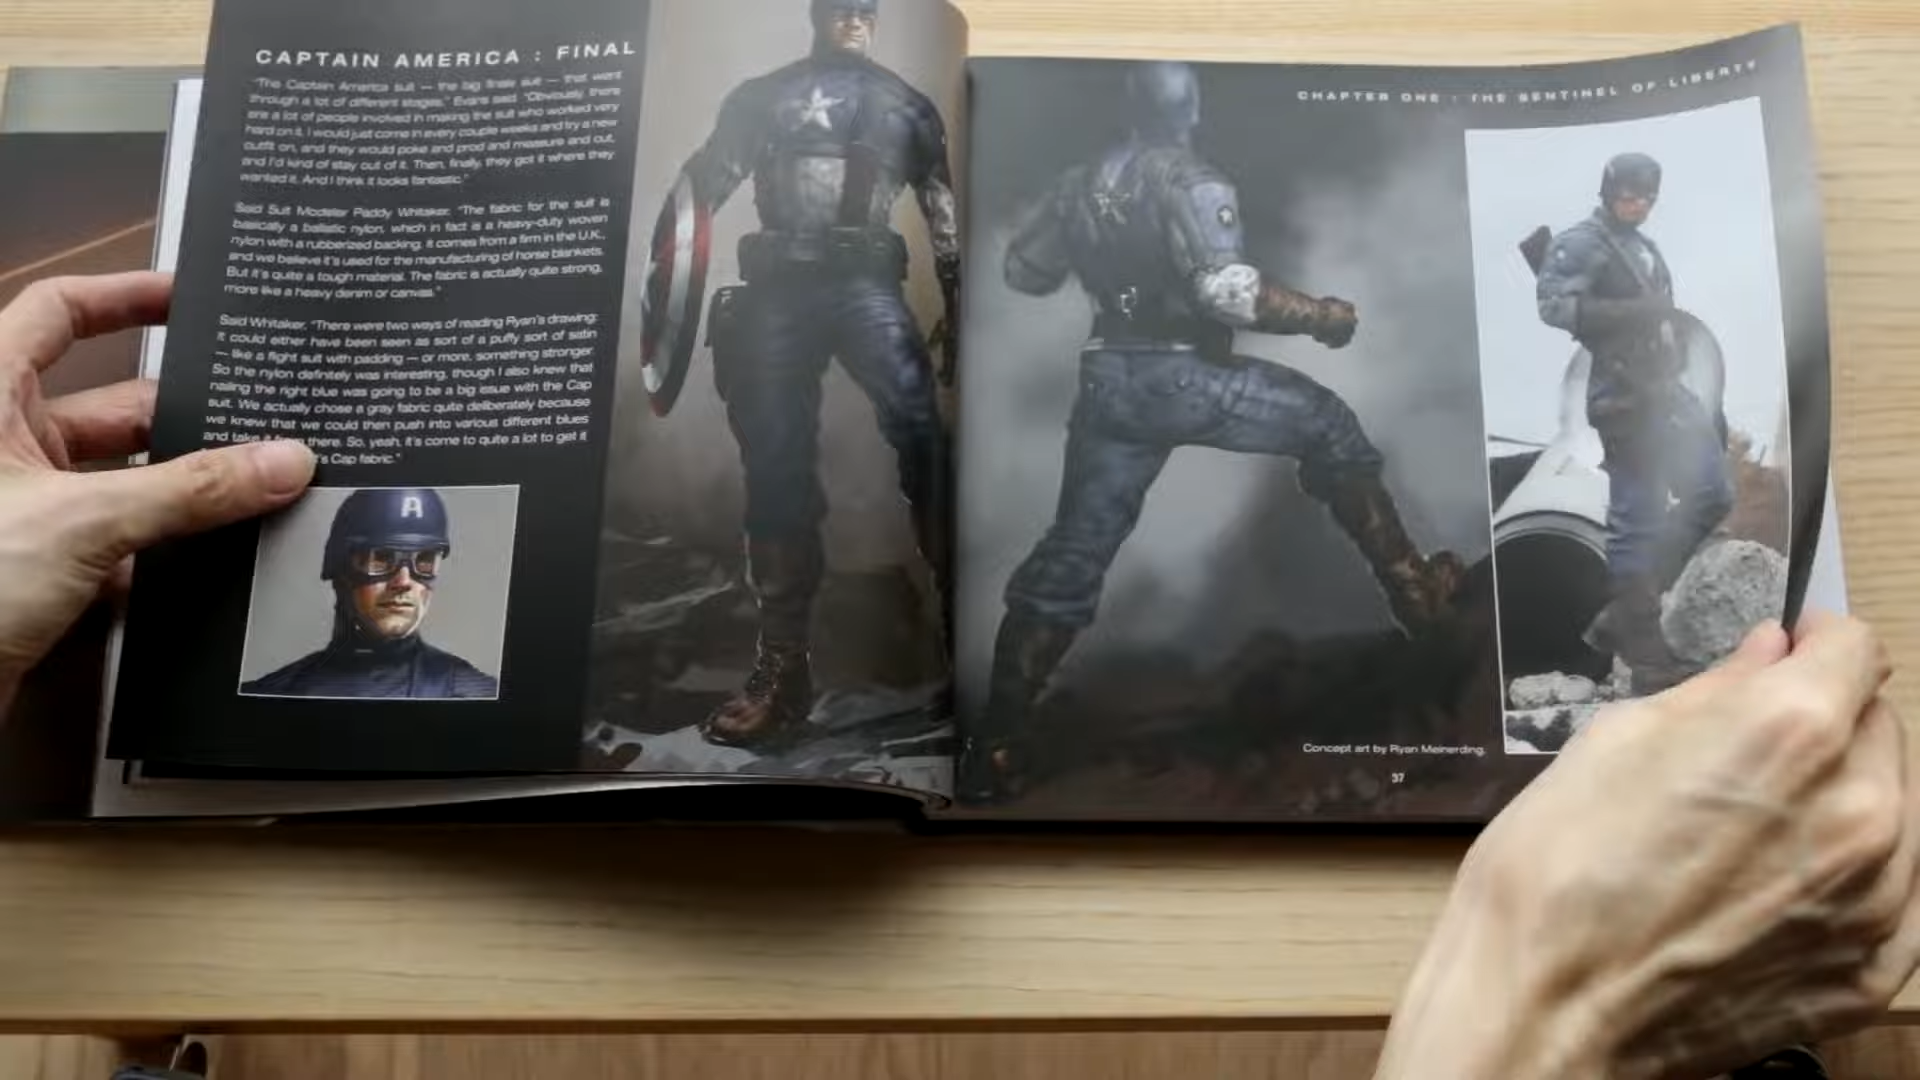 CAPTAIN AMERICA : FINAL
"The Captain America suit — the big finale suit — that went
through a lot of different stages," Evans said. "Obviously, there
are a lot of people involved in making the suit who worked very
hard on it. I would just come in every couple weeks and try a new
outfit on, and they would poke and prod and measure and cut,
and I'd kind of stay out of it. Then, finally, they got it where they
wanted it. And I think it looks fantastic."
Said Suit Modeler Paddy Whitaker, "The fabric for the suit is
basically a ballistic nylon, which in fact is a heavy-duty woven
nylon with a rubberized backing. It comes from a firm in the U.K.,
and we believe it's used for the manufacturing of horse blankets.
But it's quite a tough material. The fabric is actually quite strong,
more like a heavy denim or canvas."
Said Whitaker, "There were two ways of reading Ryan's drawing:
It could either have been seen as sort of a puffy sort of satin
— like a flight suit with padding — or more, something stronger.
So the nylon definitely was interesting, though I also knew that
nailing the right blue was going to be a big issue with the Cap
suit. We actually chose a gray fabric quite deliberately because
we knew that we could then push into various different blues
and take it from there. So, yeah, it's come to quite a lot to get it
Cap fabric."
A
CHAPTER ONE : THE SENTINEL OF LIBERTY
Concept art by Ryan Meinerding.
37